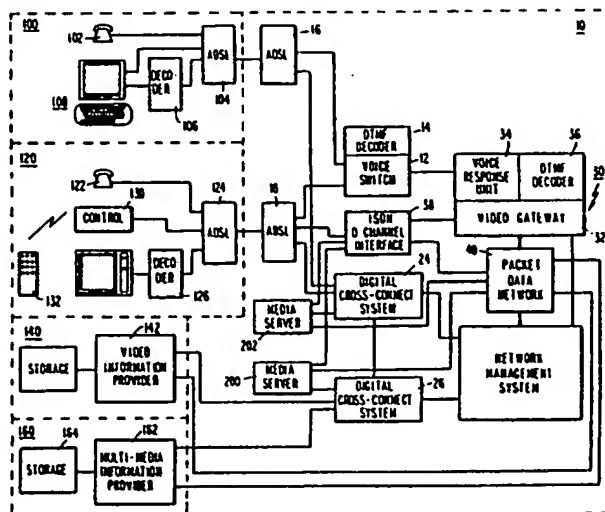 100
102
ADSL
104
108
DECO-
DER
106
ADSL
16
10
DTMF
DECODER
14
VOICE
SWITCH
12
34
VOICE
RESPONSE
UNIT
DTMF
DECODER
36
30
VIDEO GATEWAY
32
120
122
130
CONTROL
124
ADSL
132
DECO-
DER
126
18
ADSL
ISDN
D CHANNEL
INTERFACE
38
24
DIGITAL
CROSS-CONNECT
SYSTEM
40
PACKET
DATA
NETWORK
MEDIA
SERVER
202
200
MEDIA
SERVER
DIGITAL
CROSS-CONNECT
SYSTEM
26
NETWORK
MANAGEMENT
SYSTEM
140
142
STORAGE
VIDEO
INFORMATION
PROVIDER
160
164
162
STORAGE
MULTI-MEDIA
INFORMATION
PROVIDER